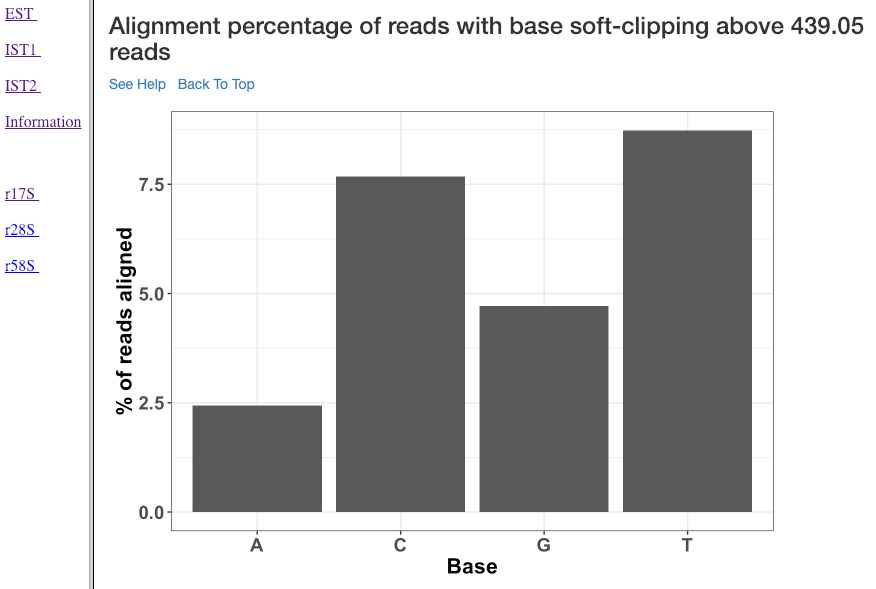 EST
IST1
IST2
Information
r17S
r28S
r58S
Alignment percentage of reads with base soft-clipping above 439.05
reads
See Help Back To Top
% of reads aligned
7.5
5.0
2.5
0.0
A C G T
Base